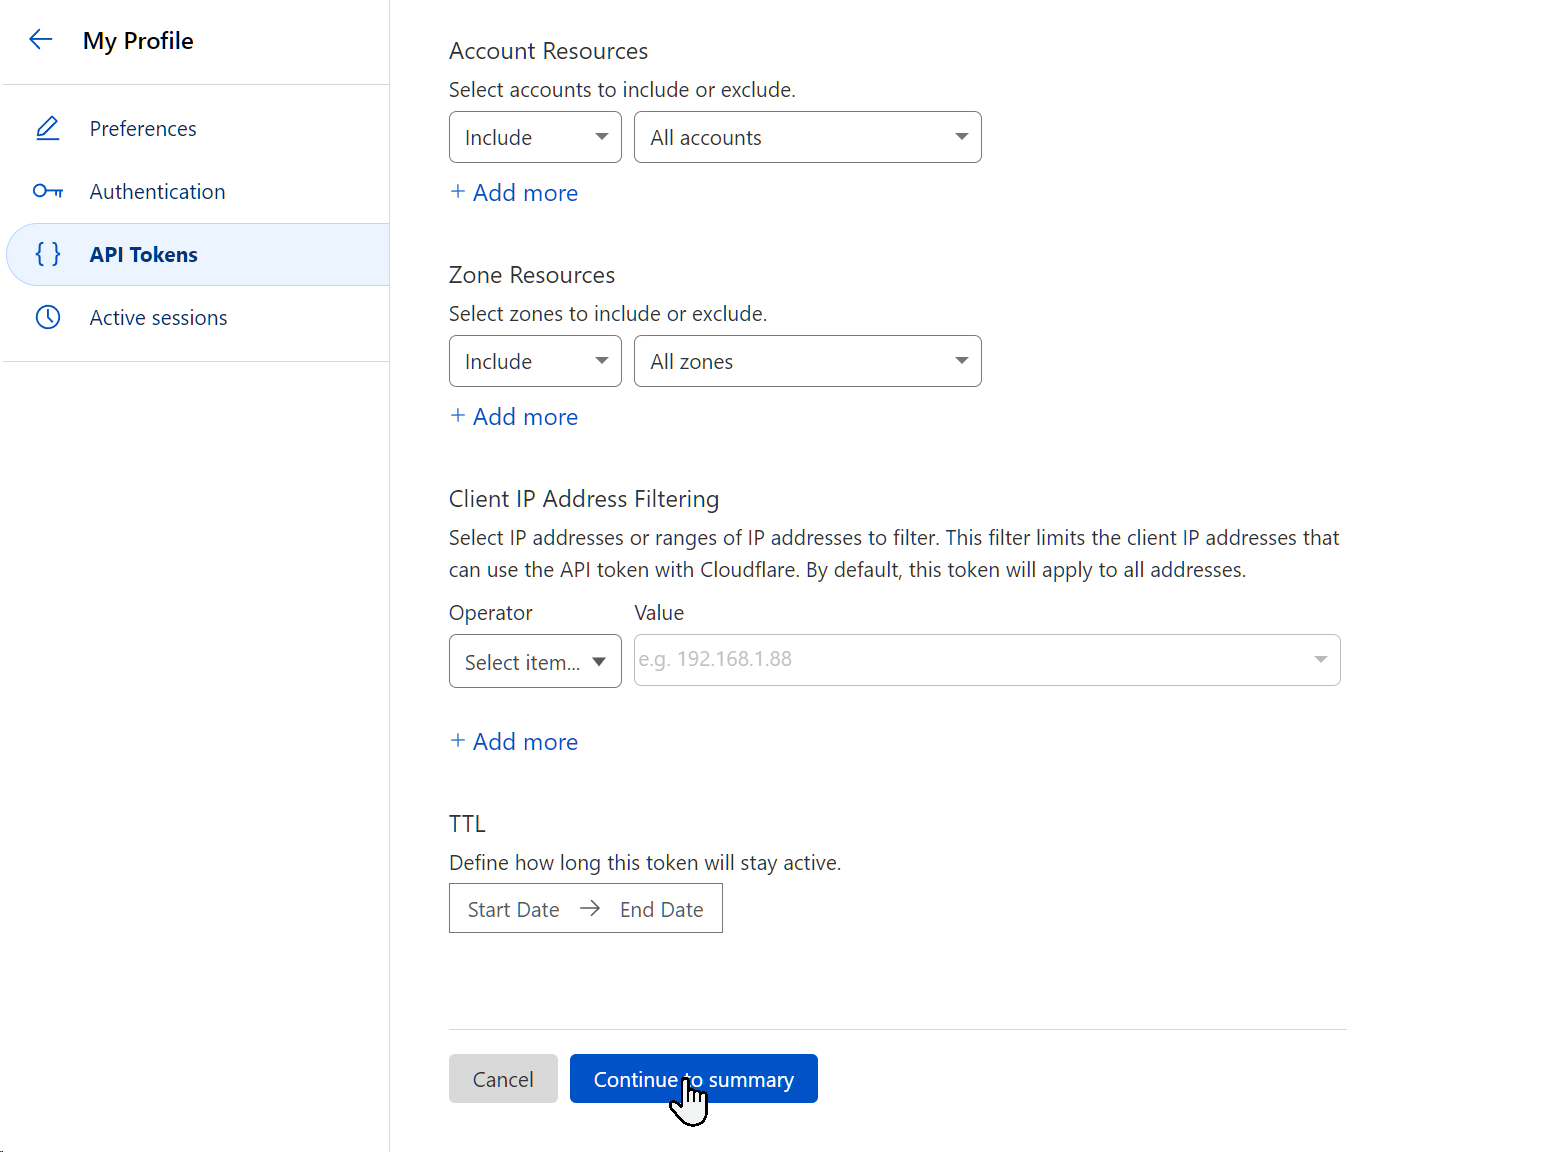 My Profile
Preferences
Authentication
API Tokens
Active sessions
Account Resources
Select accounts to include or exclude.
Include
All accounts
+ Add more
Zone Resources
Select zones to include or exclude.
Include
All zones
+ Add more
Client IP Address Filtering
Select IP addresses or ranges of IP addresses to filter. This filter limits the client IP addresses that
can use the API token with Cloudflare. By default, this token will apply to all addresses.
Operator
Value
Select item...
e.g. 192.168.1.88
+ Add more
TTL
Define how long this token will stay active.
Start Date → End Date
Cancel
Continue to summary